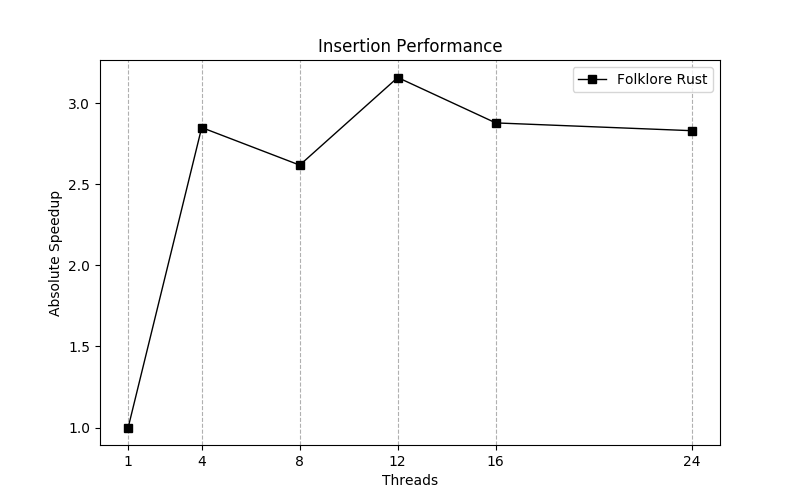 Insertion Performance
Folklore Rust
3.0
2.5
2.0
1.5
1.0
Absolute Speedup
1 4 8 12 16 24
Threads